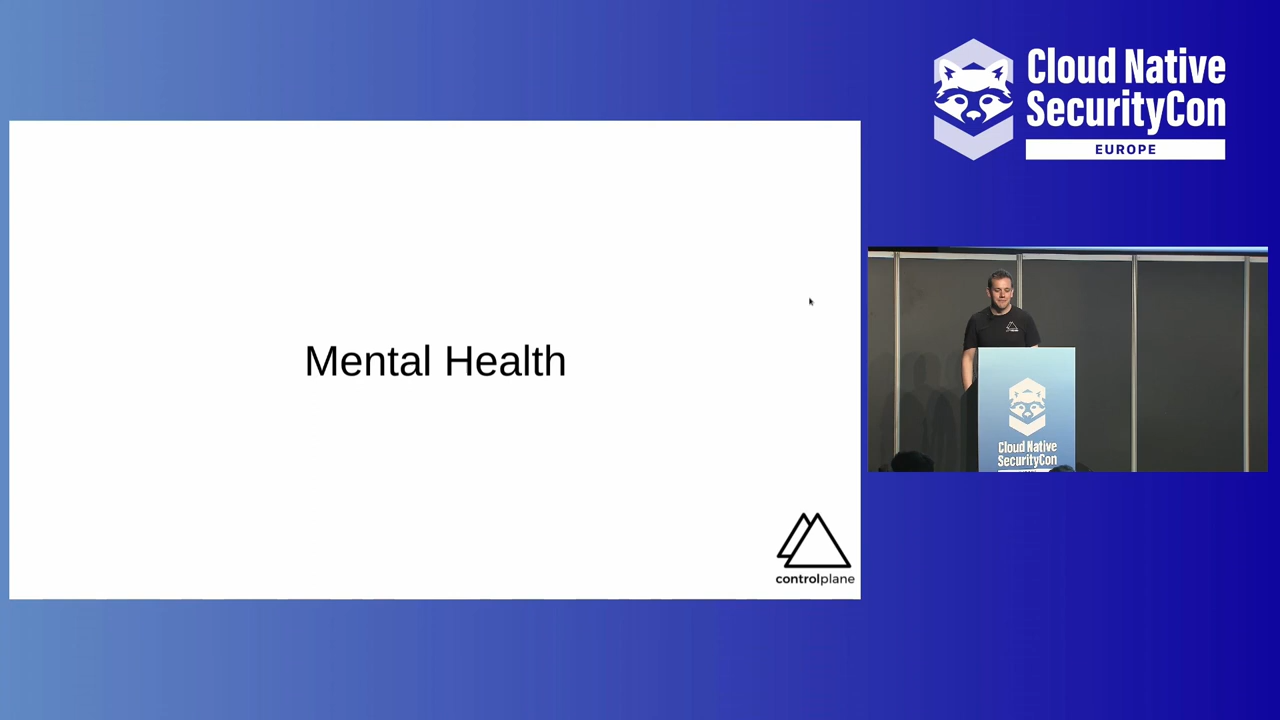 Cloud Native
SecurityCon
EUROPE
Mental Health
controlplane
Cloud Native
SecurityCon